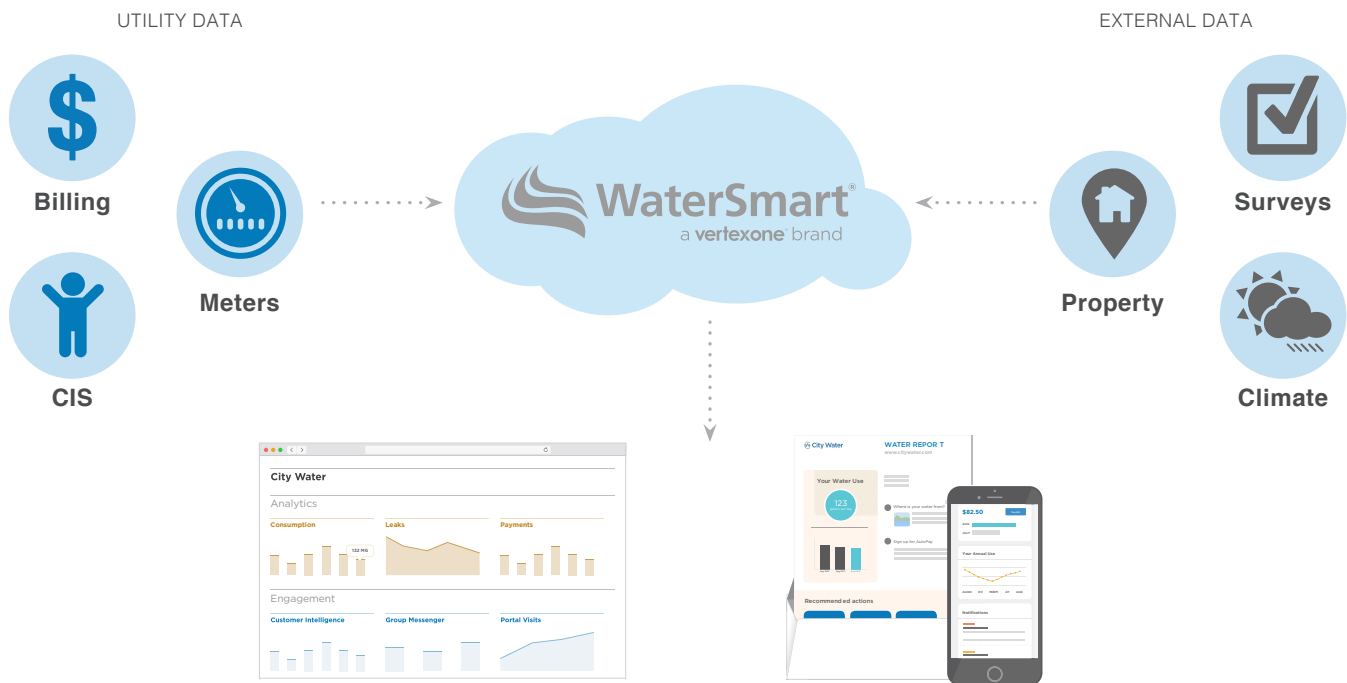 UTILITY DATA
EXTERNAL DATA
Billing
Meters
CIS
WaterSmart®
a vertexone® brand
Surveys
Property
Climate
City Water
Analytics
Consumption
Leaks
Payments
132 MG
Engagement
Customer Intelligence
Group Messenger
Portal Visits
City Water
WATER REPOR T
www.citywater.com
Your Water Use
123
Where is your water from?
Sign up for AutoPay
Recommended actions
$82.50
Your Annual Use
Notifications